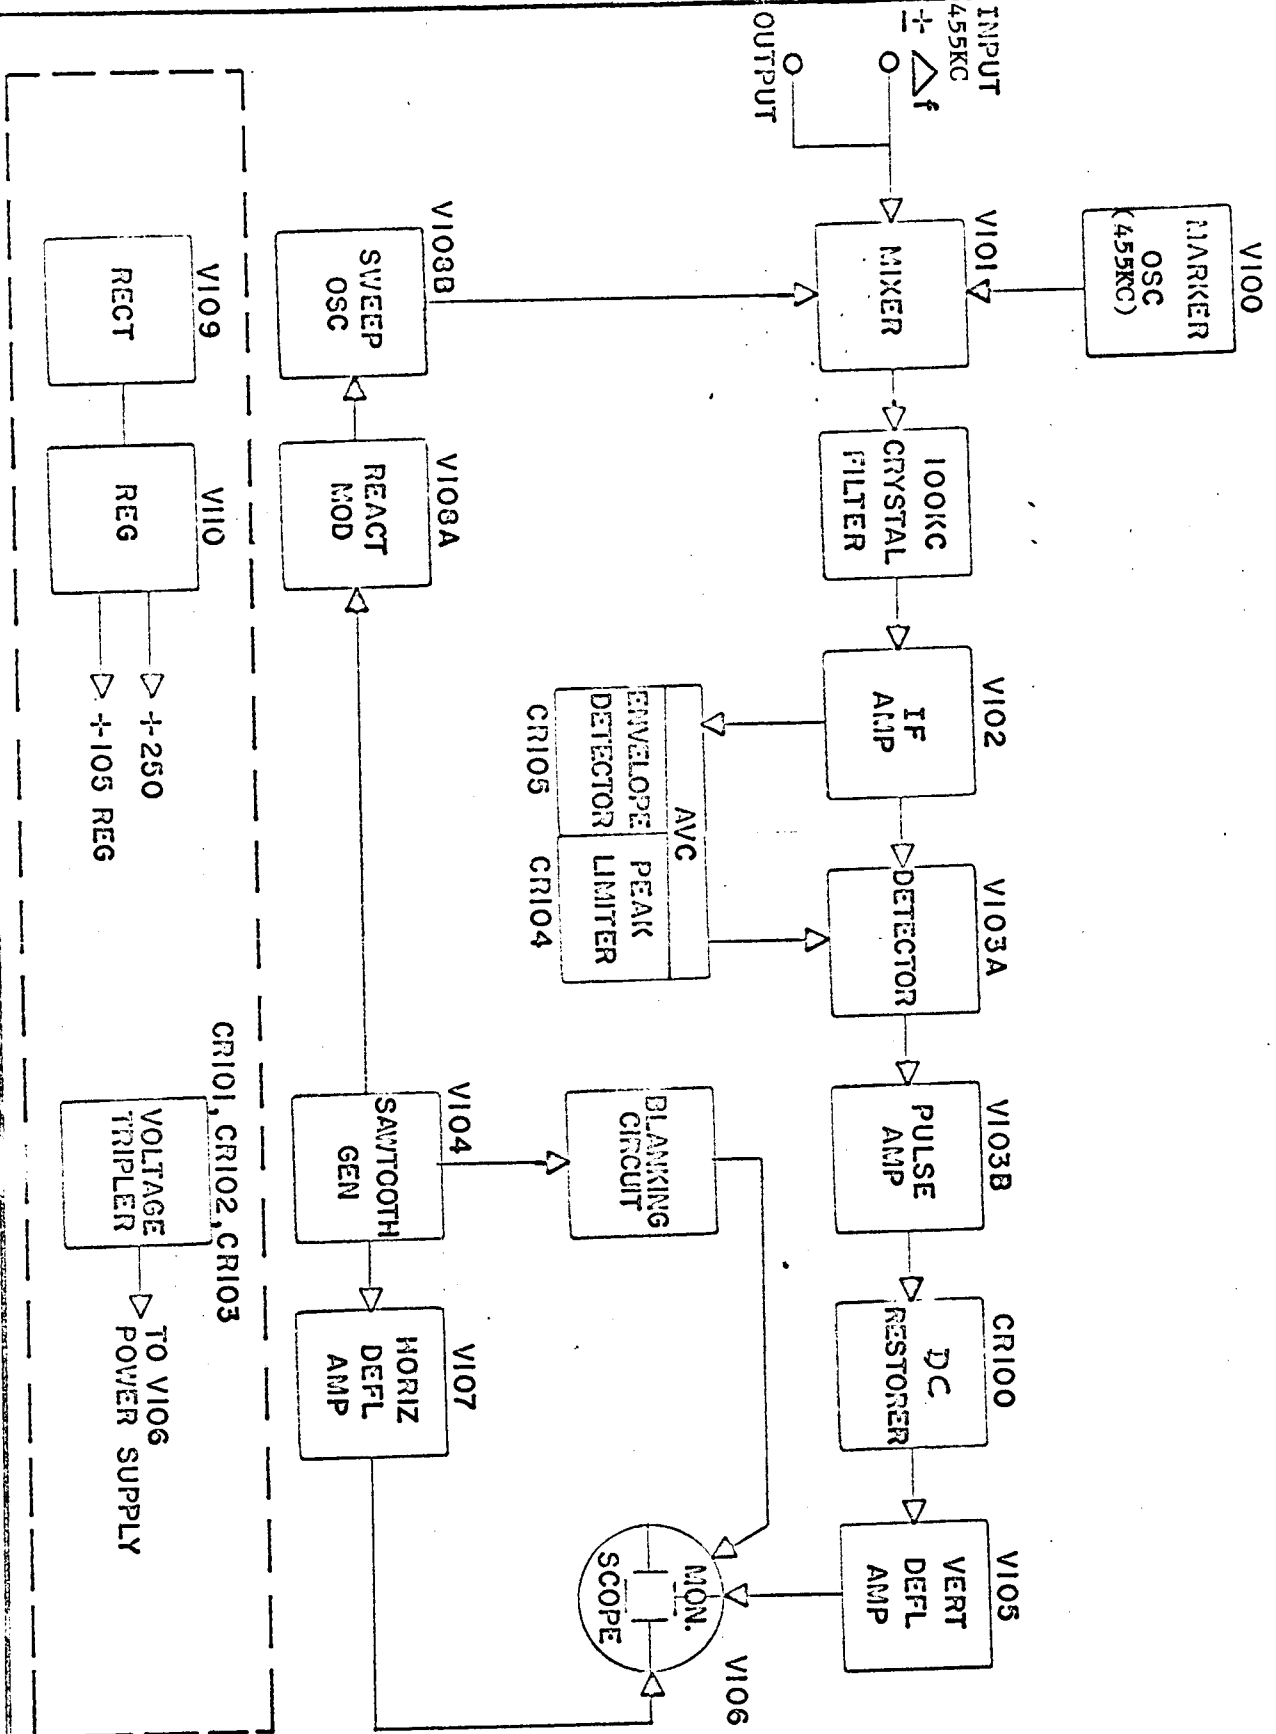 V100
MARKER
OSC
(455KC)
INPUT
455KC
± △f
OUTPUT
V101
MIXER
100KC
CRYSTAL
FILTER
V102
IF
AMP
V103A
DETECTOR
V103B
PULSE
AMP
CR100
DC
RESTORER
V105
VERT
DEFL
AMP
AVC
ENVELOPE
DETECTOR
CR105
PEAK
LIMITER
CR104
BLANKING
CIRCUIT
V106
MON.
SCOPE
V108B
SWEEP
OSC
V108A
REACT
MOD
V104
SAWTOOTH
GEN
V107
HORIZ
DEFL
AMP
V109
RECT
V110
REG
+250
+105 REG
CR101, CR102, CR103
VOLTAGE
TRIPLER
TO V106
POWER SUPPLY